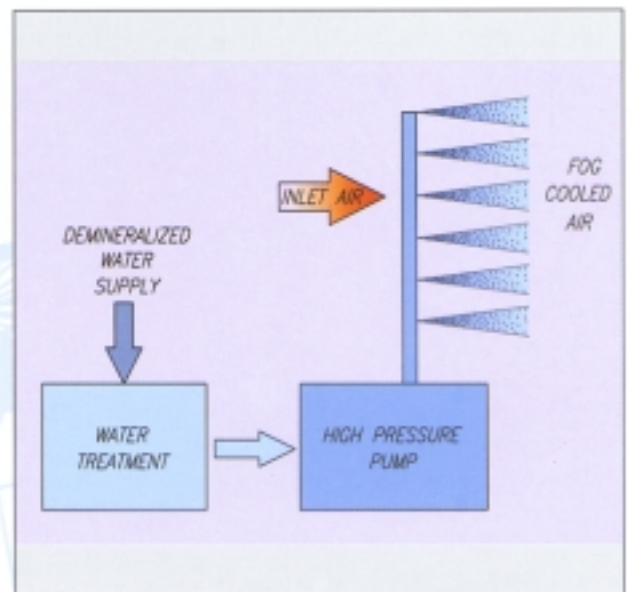 DEMINERALIZED
WATER
SUPPLY
INLET AIR
FOG
COOLED
AIR
WATER
TREATMENT
HIGH PRESSURE
PUMP